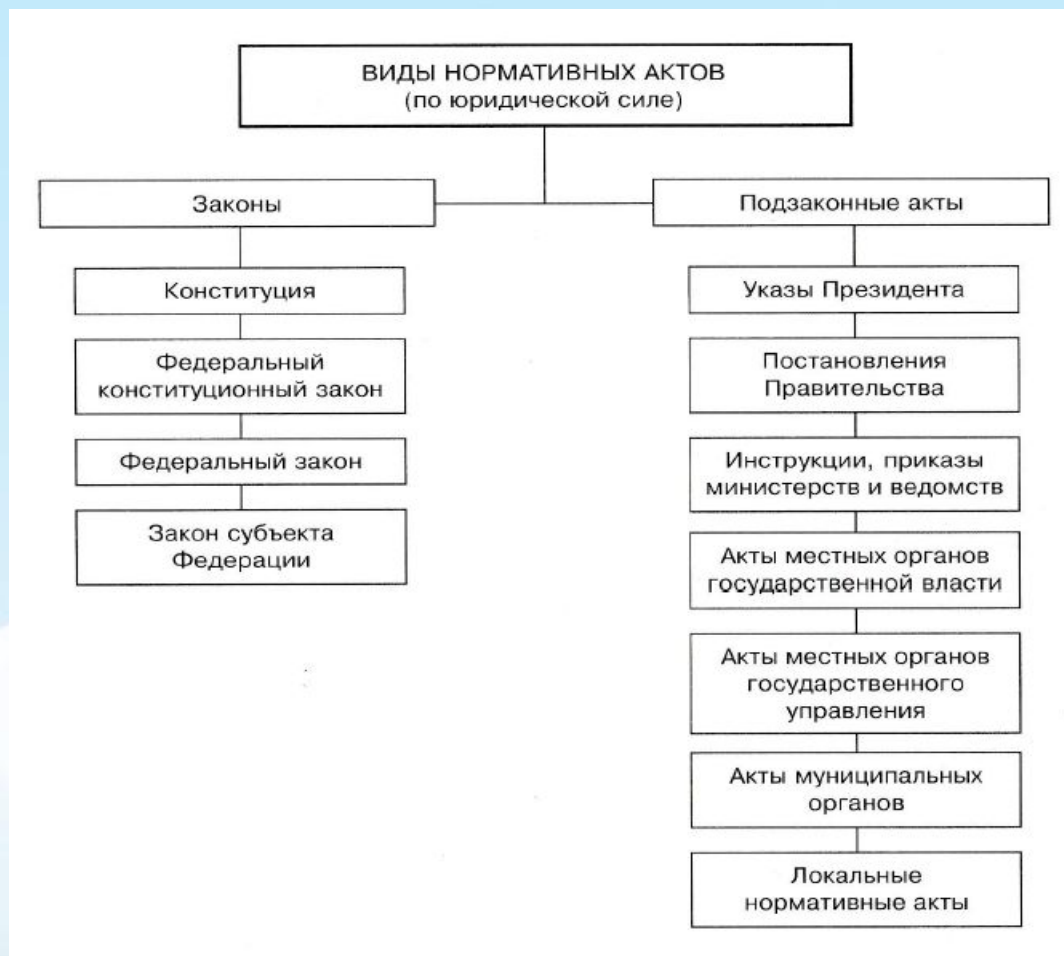 ВИДЫ НОРМАТИВНЫХ АКТОВ
(по юридической силе)
Законы
Конституция
Федеральный
конституционный закон
Федеральный закон
Закон субъекта
Федерации
Подзаконные акты
Указы Президента
Постановления
Правительства
Инструкции, приказы
министерств и ведомств
Акты местных органов
государственной власти
Акты местных органов
государственного
управления
Акты муниципальных
органов
Локальные
нормативные акты